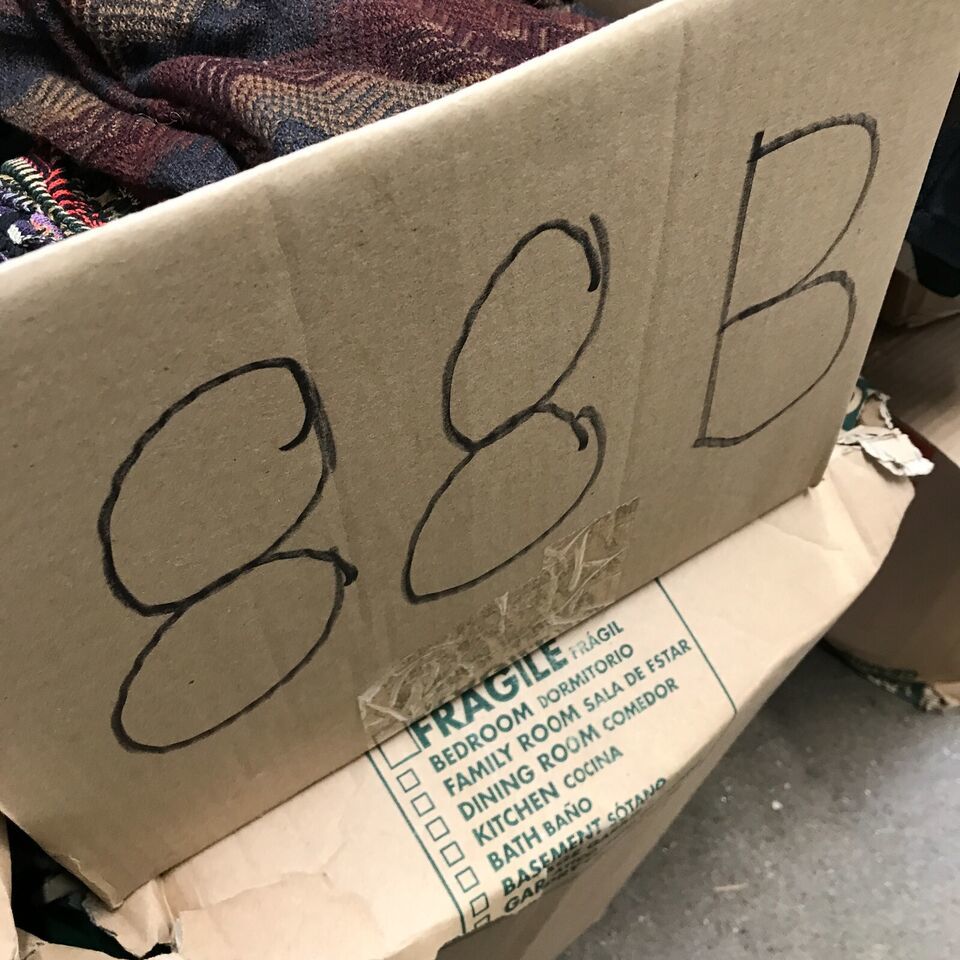 88B
FRAGILE FRÁGIL
BEDROOM DORMITORIO
FAMILY ROOM SALA DE ESTAR
DINING ROOM COMEDOR
KITCHEN COCINA
BATH BAÑO
BASEMENT SÓTANO